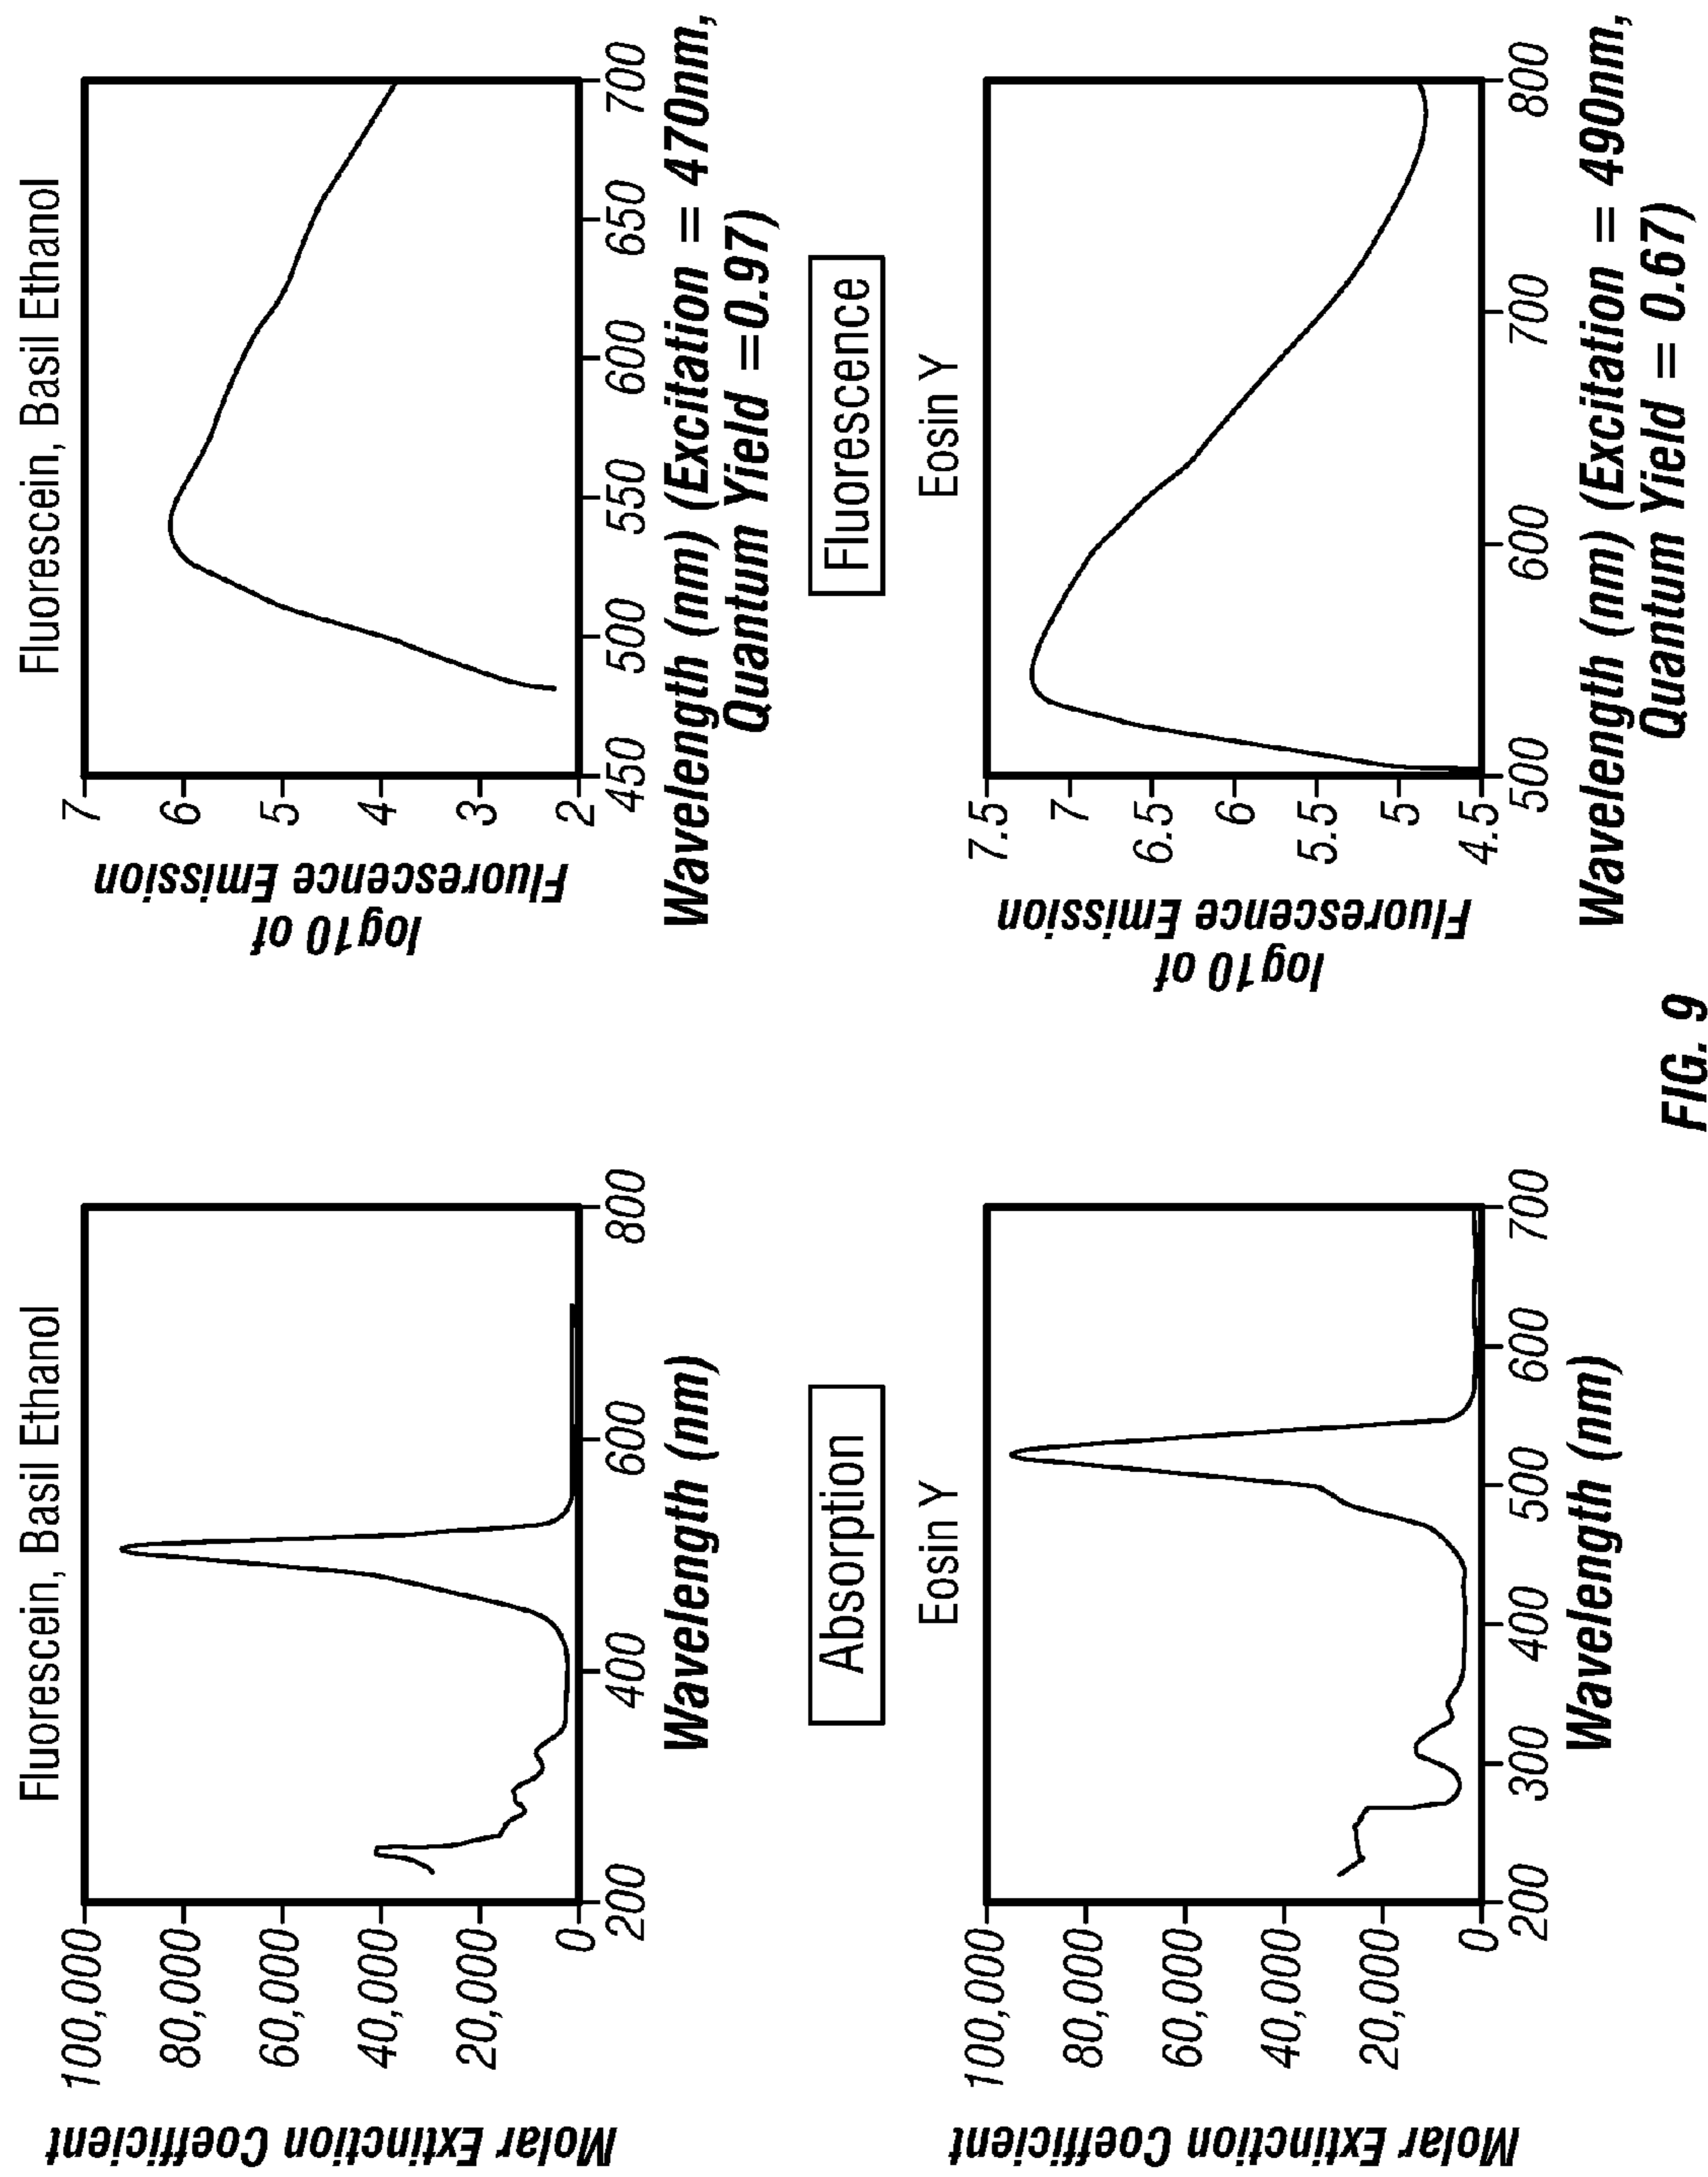 Fluorescein, Basil Ethanol
Molar Extinction Coefficient
100,000
80,000
60,000
40,000
20,000
0
200
400
600
800
Wavelength (nm)
Fluorescein, Basil Ethanol
log10 of
Fluorescence Emission
7
6
5
4
3
2
450
500
550
600
650
700
Wavelength (nm) (Excitation = 470nm,
Quantum Yield =0.97)
Absorption
Fluorescence
Eosin Y
Molar Extinction Coefficient
100,000
80,000
60,000
40,000
20,000
0
200
300
400
500
600
700
Wavelength (nm)
Eosin Y
log10 of
Fluorescence Emission
7.5
7
6.5
6
5.5
5
4.5
500
600
700
800
Wavelength (nm) (Excitation = 490nm,
Quantum Yield = 0.67)
FIG. 9